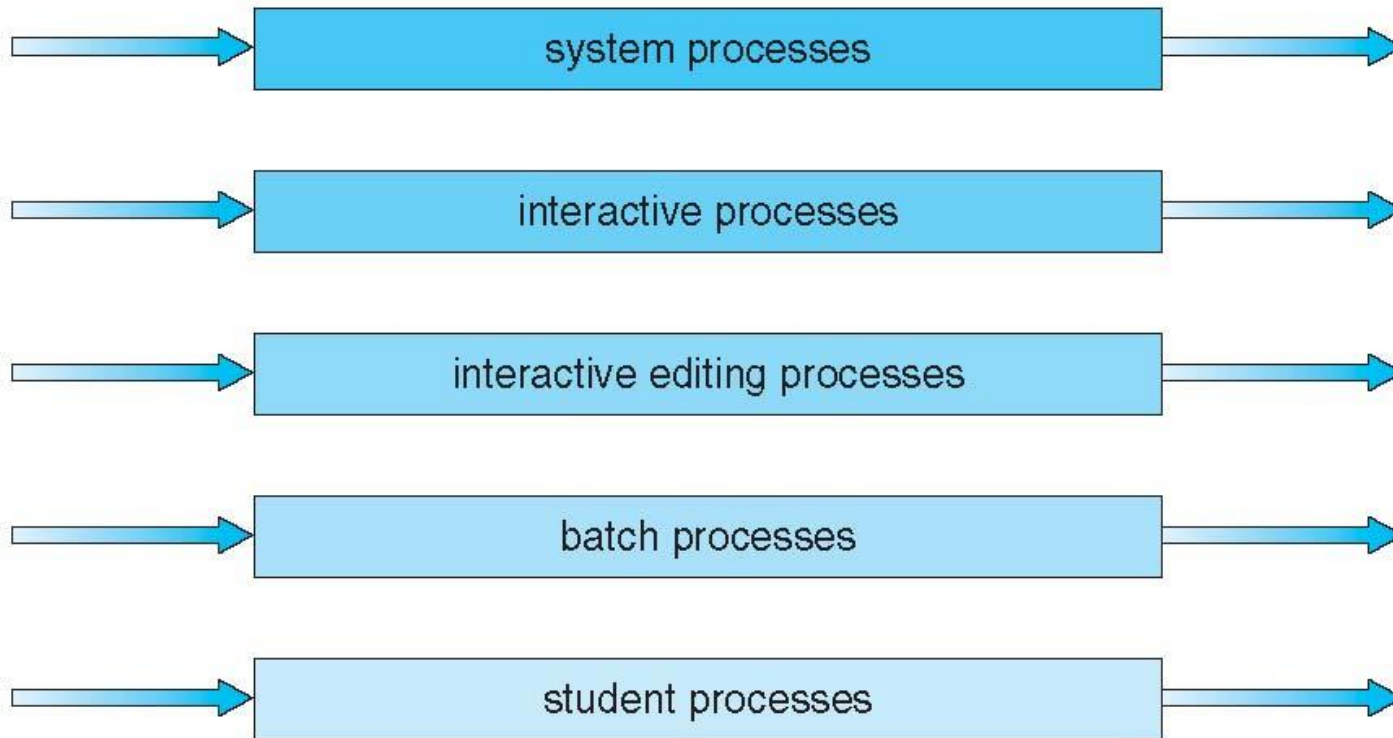 system processes
interactive processes
interactive editing processes
batch processes
student processes